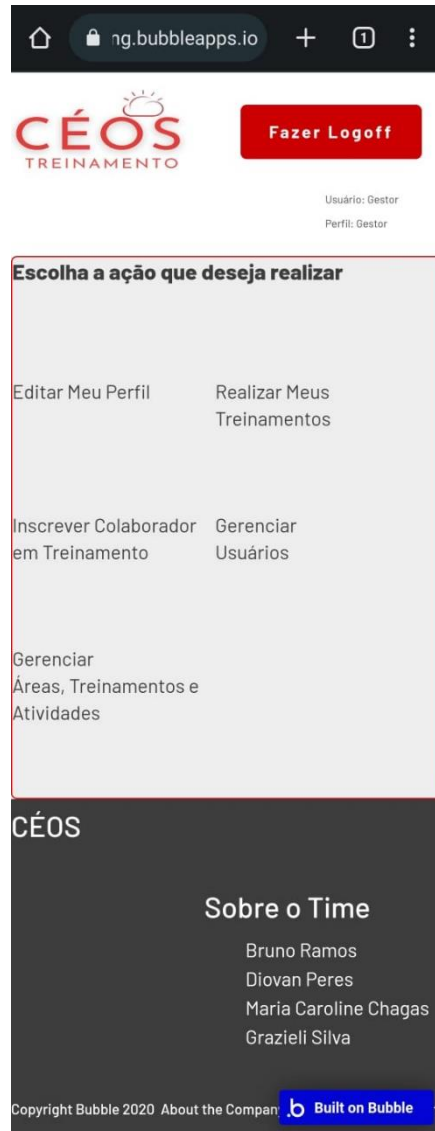 ng.bubbleapps.io
1
CÉOS
TREINAMENTO
Fazer Logoff
Usuário: Gestor
Perfil: Gestor
Escolha a ação que deseja realizar
Editar Meu Perfil
Realizar Meus
Treinamentos
Inscrever Colaborador
em Treinamento
Gerenciar
Usuários
Gerenciar
Áreas, Treinamentos e
Atividades
CÉOS
Sobre o Time
Bruno Ramos
Diovan Peres
Maria Caroline Chagas
Grazieli Silva
Copyright Bubble 2020 About the Compan
b Built on Bubble